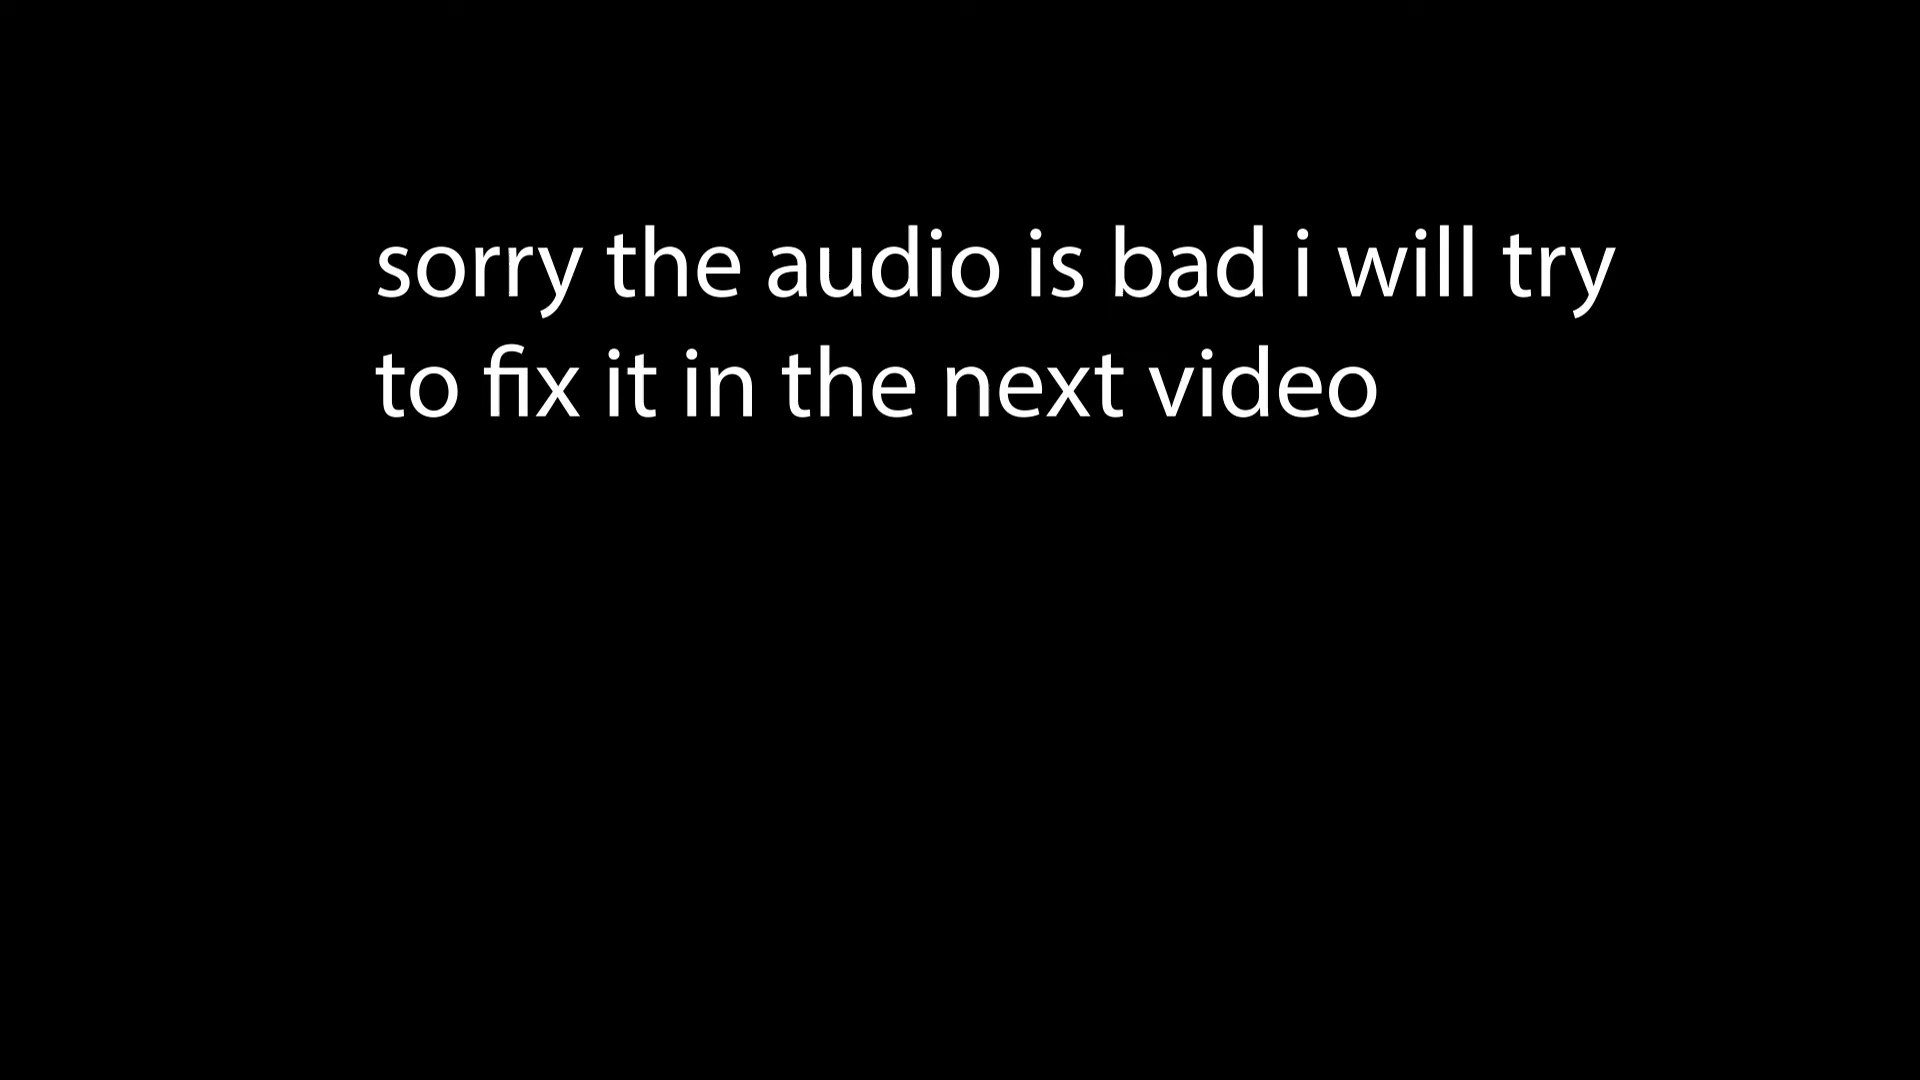 sorry the audio is bad i will try
to fix it in the next video